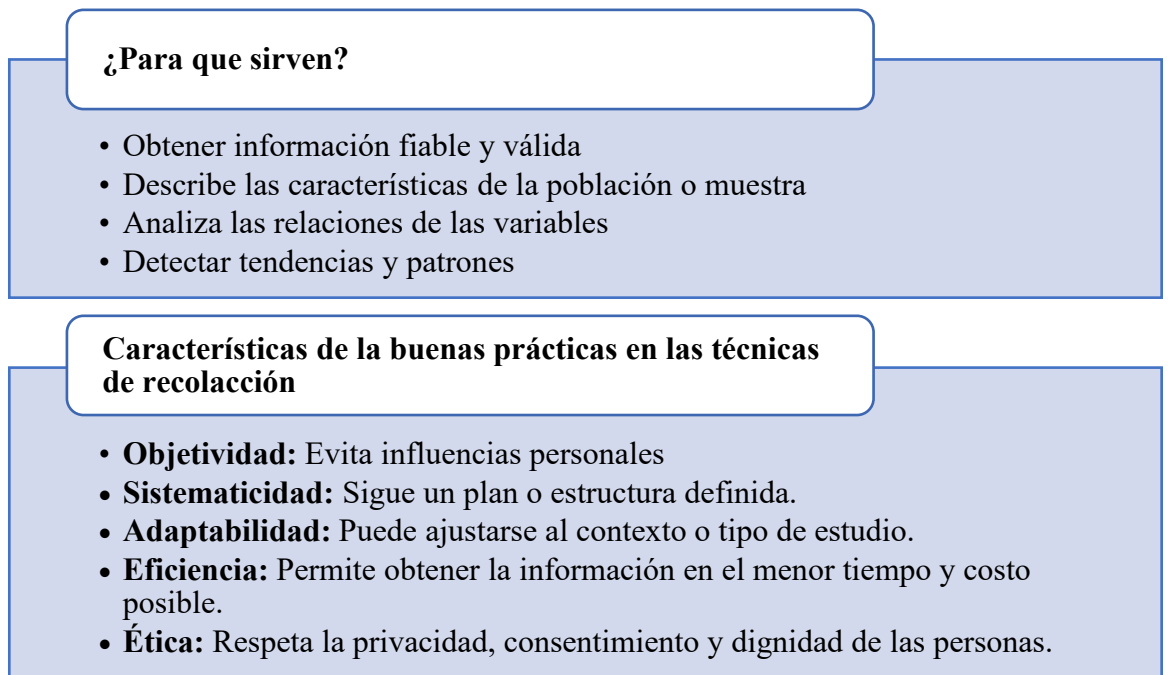 ¿Para que sirven?
• Obtener información fiable y válida
• Describe las características de la población o muestra
• Analiza las relaciones de las variables
• Detectar tendencias y patrones
Características de la buenas prácticas en las técnicas
de recolacción
• Objetividad: Evita influencias personales
• Sistematicidad: Sigue un plan o estructura definida.
• Adaptabilidad: Puede ajustarse al contexto o tipo de estudio.
• Eficiencia: Permite obtener la información en el menor tiempo y costo
posible.
• Ética: Respeta la privacidad, consentimiento y dignidad de las personas.